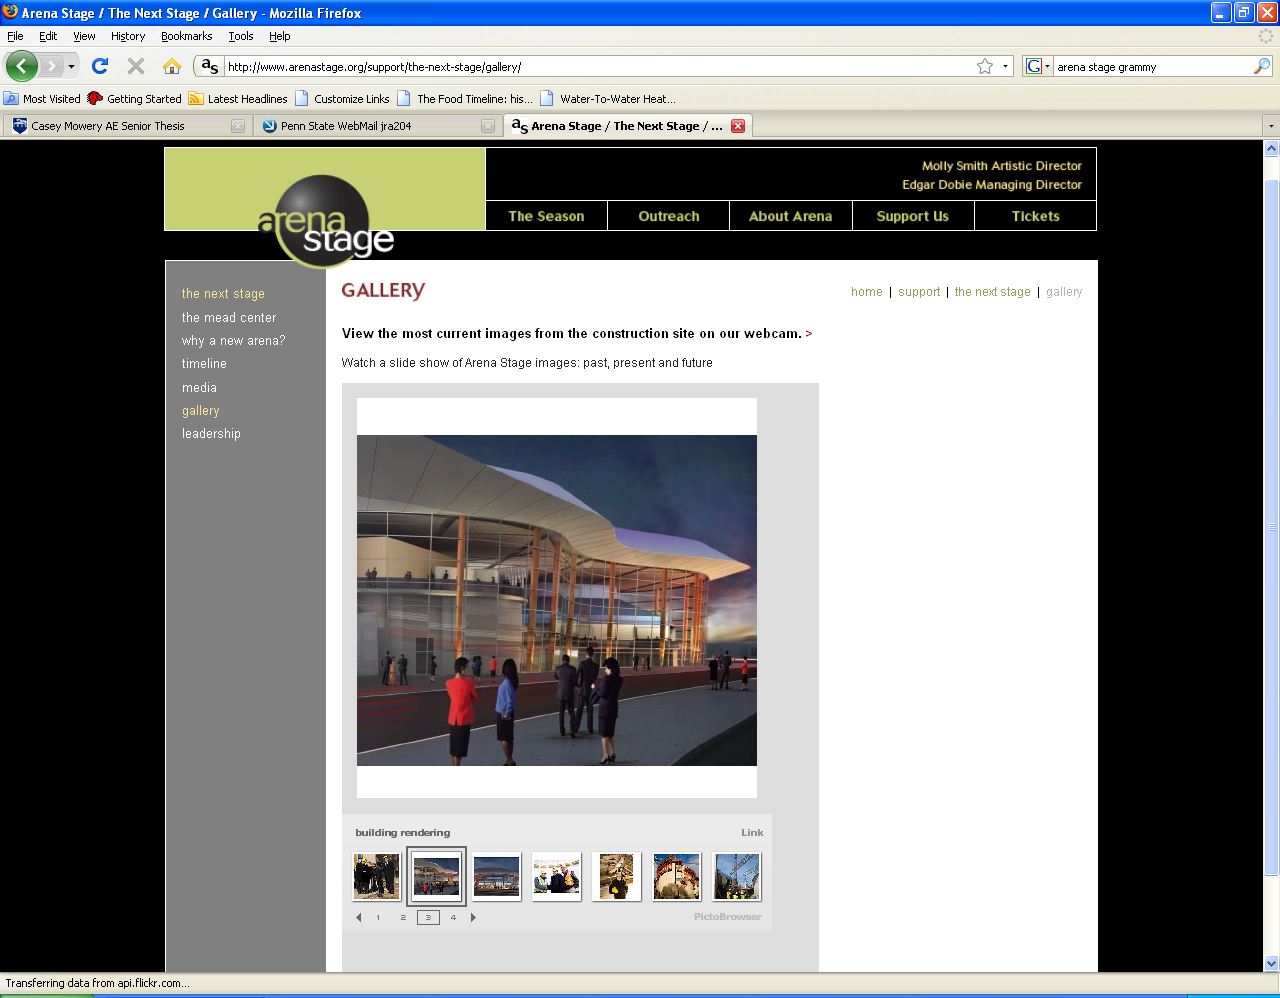 Arena Stage / The Next Stage / Gallery - Mozilla Firefox
File Edit View History Bookmarks Tools Help
as http://www.arenastage.org/support/the-next-stage/gallery/ G arena stage grammy
Most Visited Getting Started Latest Headlines Customize Links The Food Timeline: his... Water-To-Water Heat...
Casey Mowery AE Senior Thesis Penn State WebMail jra204 as Arena Stage / The Next Stage / ...
Molly Smith Artistic Director
Edgar Dobie Managing Director
arena
stage
The Season Outreach About Arena Support Us Tickets
the next stage
the mead center
why a new arena?
timeline
media
gallery
leadership
GALLERY
home | support | the next stage | gallery
View the most current images from the construction site on our webcam. >
Watch a slide show of Arena Stage images: past, present and future
building rendering Link
1 2 3 4 PictoBrowser
Transferring data from api.flickr.com...